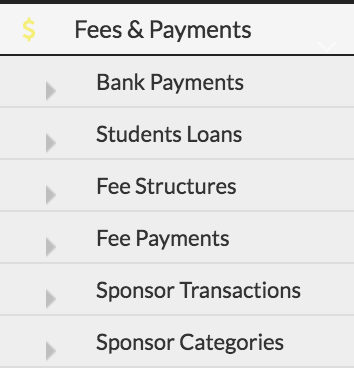 $ Fees & Payments
Bank Payments
Students Loans
Fee Structures
Fee Payments
Sponsor Transactions
Sponsor Categories